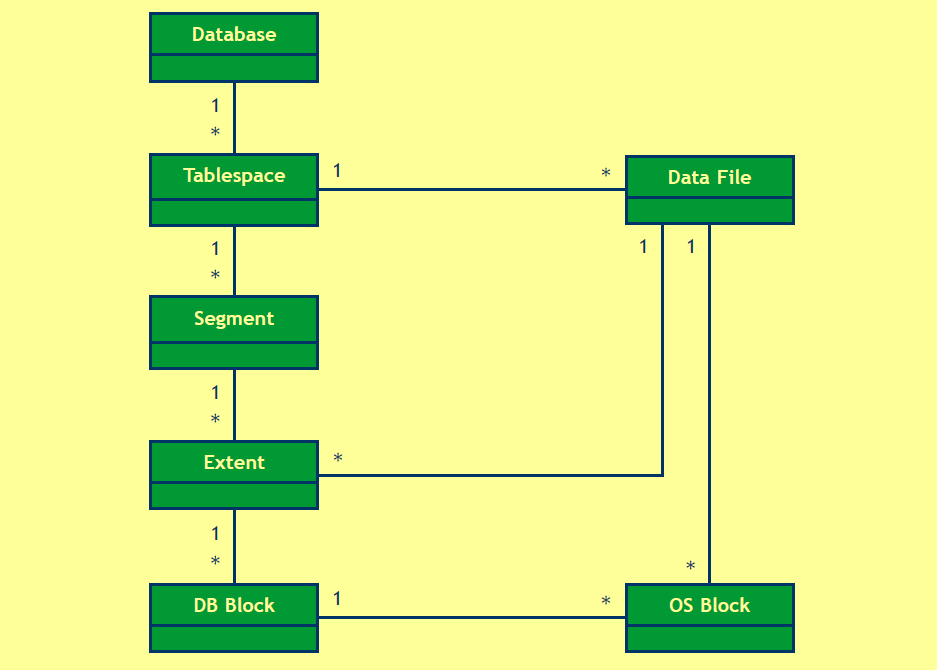 Database
1
*
Tablespace
1
*
Data File
1
*
1
1
Segment
1
*
Extent
*
1
*
*
DB Block
1
*
OS Block